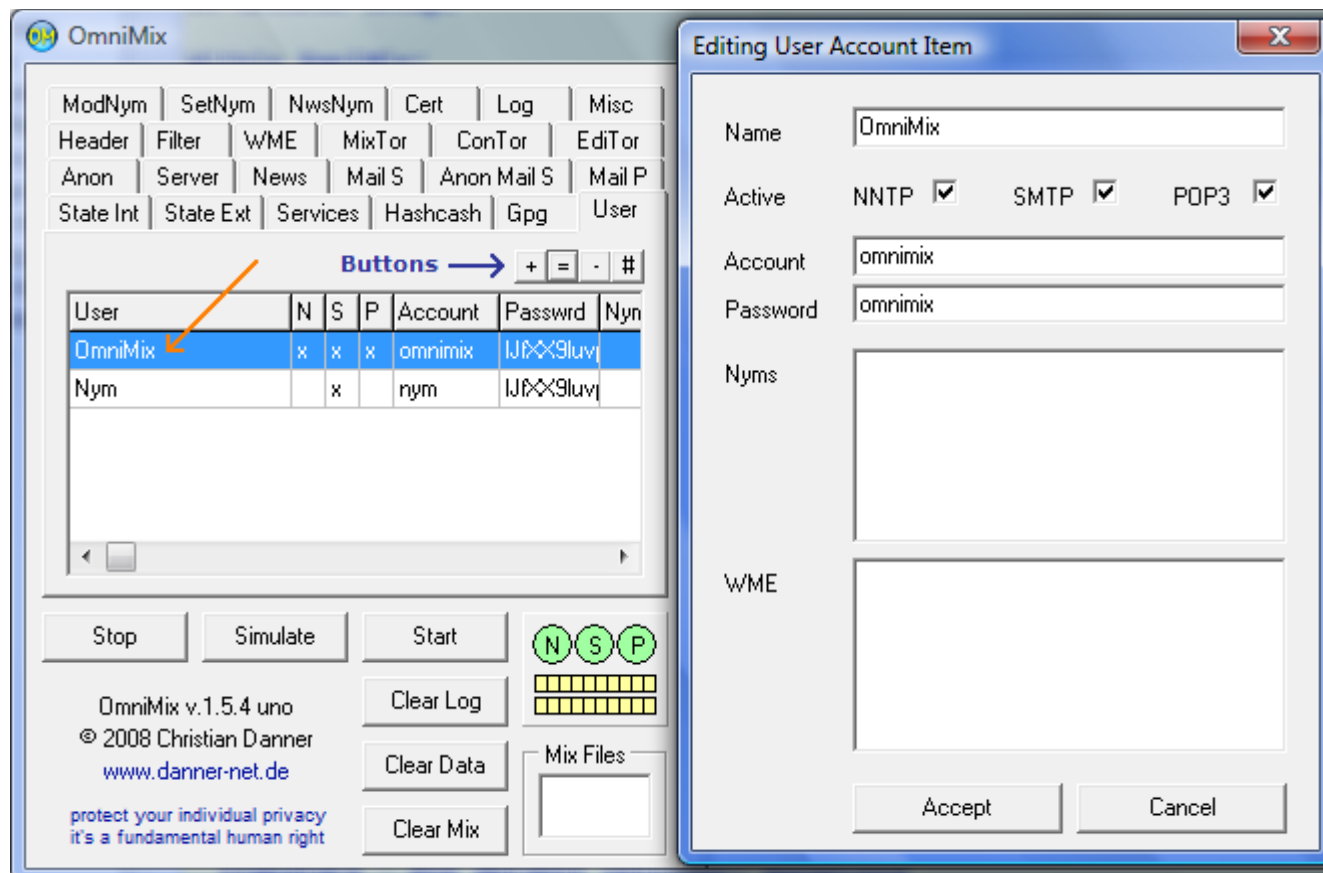 OmniMix
ModNym SetNym NwsNym Cert Log Misc
Header Filter WME MixTor ConTor EdiTor
Anon Server News Mail S Anon Mail S Mail P
State Int State Ext Services Hashcash Gpg User
Buttons + = - #
User N S P Account Passwrd Nyn
OmniMix x x x omnimix
Nym x nym
Stop Simulate Start
N S P
OmniMix v.1.5.4 uno
© 2008 Christian Danner
www.danner-net.de
protect your individual privacy
it's a fundamental human right
Clear Log
Clear Data
Clear Mix
Mix Files
Editing User Account Item
Name OmniMix
Active NNTP SMTP POP3
Account omnimix
Password omnimix
Nyms
WME
Accept Cancel